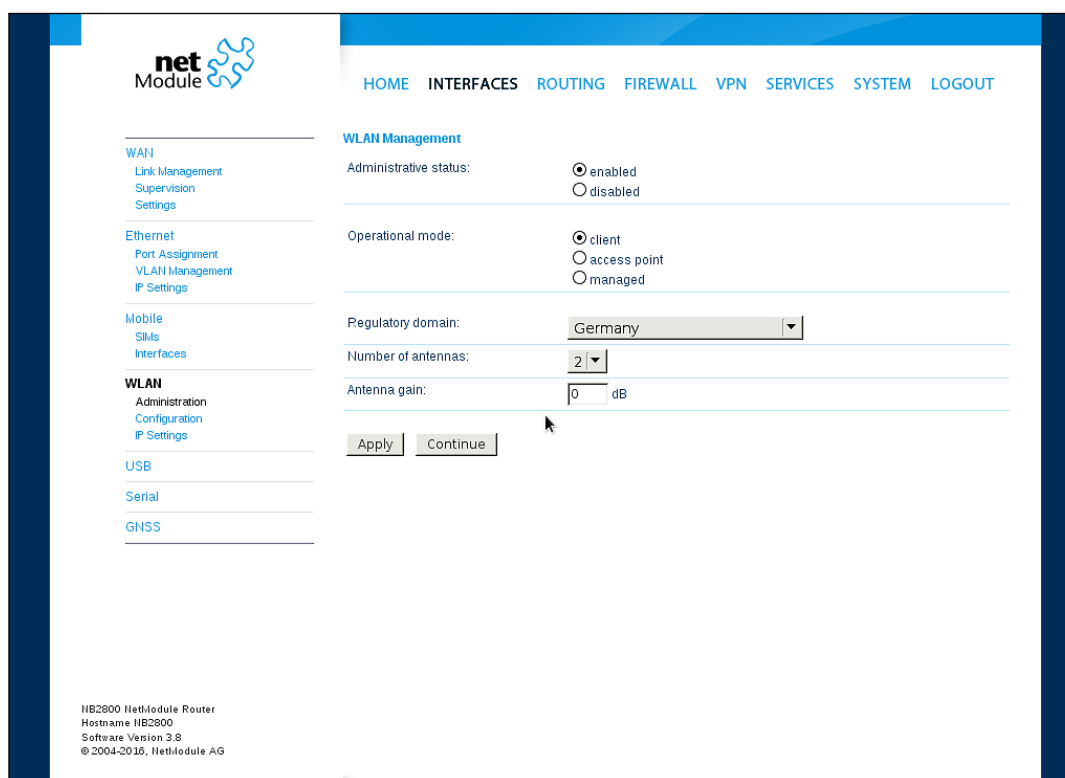 net
Module
HOME INTERFACES ROUTING FIREWALL VPN SERVICES SYSTEM LOGOUT
WAN
Link Management
Supervision
Settings
Ethernet
Port Assignment
VLAN Management
IP Settings
Mobile
SIMs
Interfaces
WLAN
Administration
Configuration
IP Settings
USB
Serial
GNSS
WLAN Management
Administrative status:
enabled
disabled
Operational mode:
client
access point
managed
Regulatory domain: Germany
Number of antennas: 2
Antenna gain: 0 dB
Apply Continue
NB2800 NetModule Router
Hostname NB2800
Software Version 3.8
© 2004-2016, NetModule AG